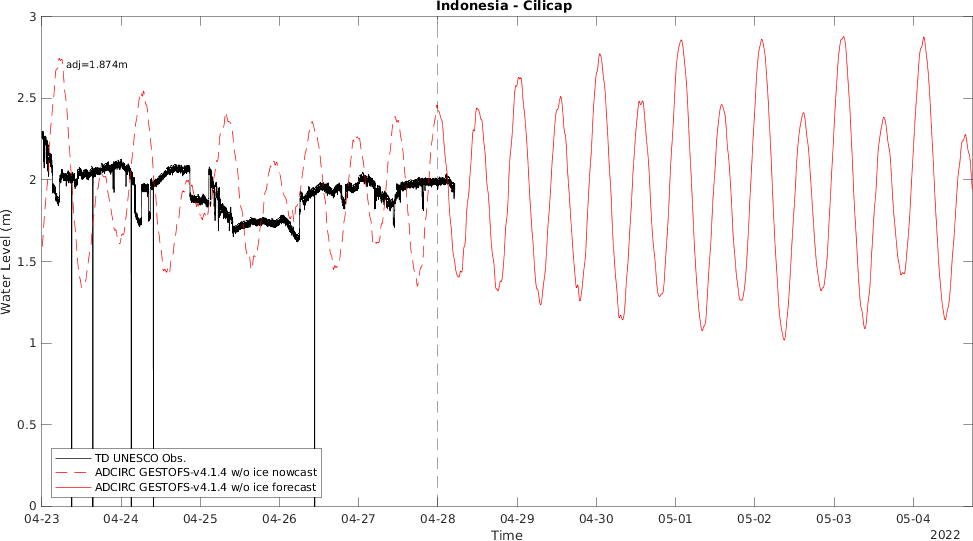 Indonesia - Cilicap
adj=1.874m
Water Level (m)
3
2.5
2
1.5
1
0.5
0
TD UNESCO Obs.
ADCIRC GESTOFS-v4.1.4 w/o ice nowcast
ADCIRC GESTOFS-v4.1.4 w/o ice forecast
04-23 04-24 04-25 04-26 04-27 04-28 04-29 04-30 05-01 05-02 05-03 05-04
Time
2022